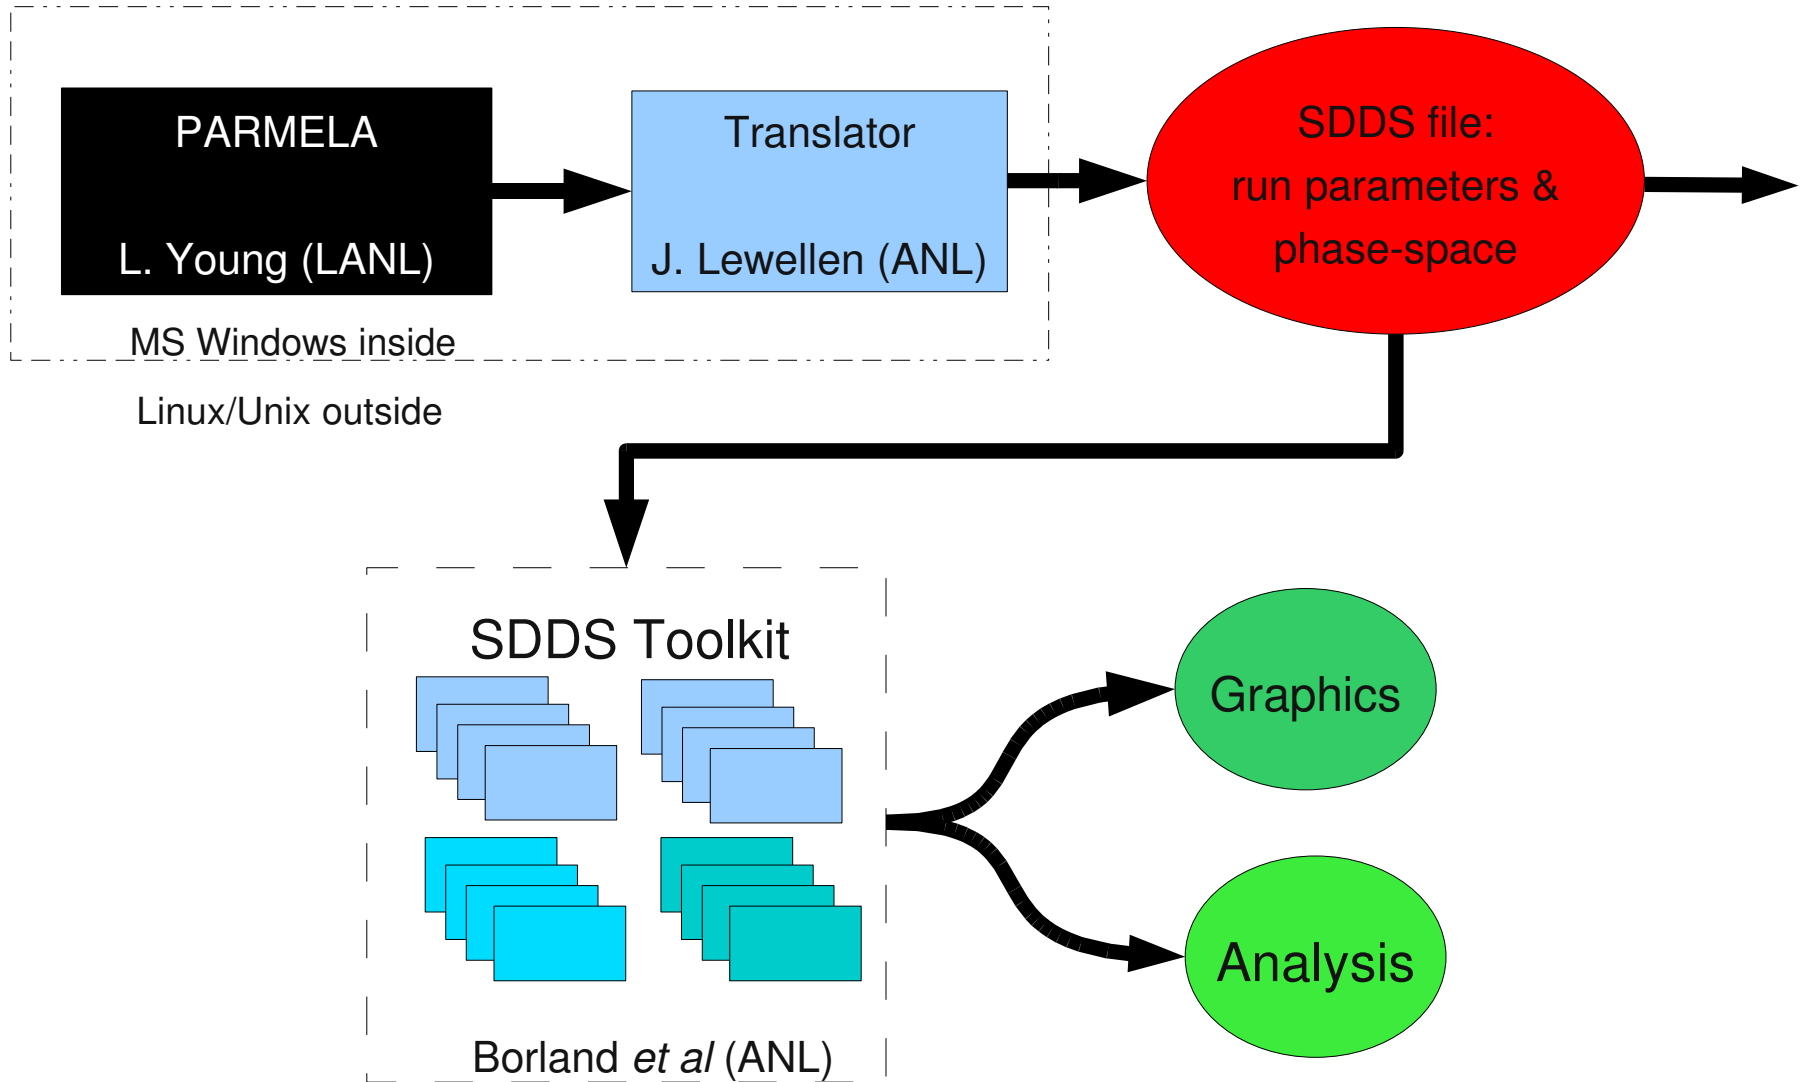 PARMELA
L. Young (LANL)
Translator
J. Lewellen (ANL)
SDDS file:
run parameters &
phase-space
MS Windows inside
Linux/Unix outside
SDDS Toolkit
Borland et al (ANL)
Graphics
Analysis